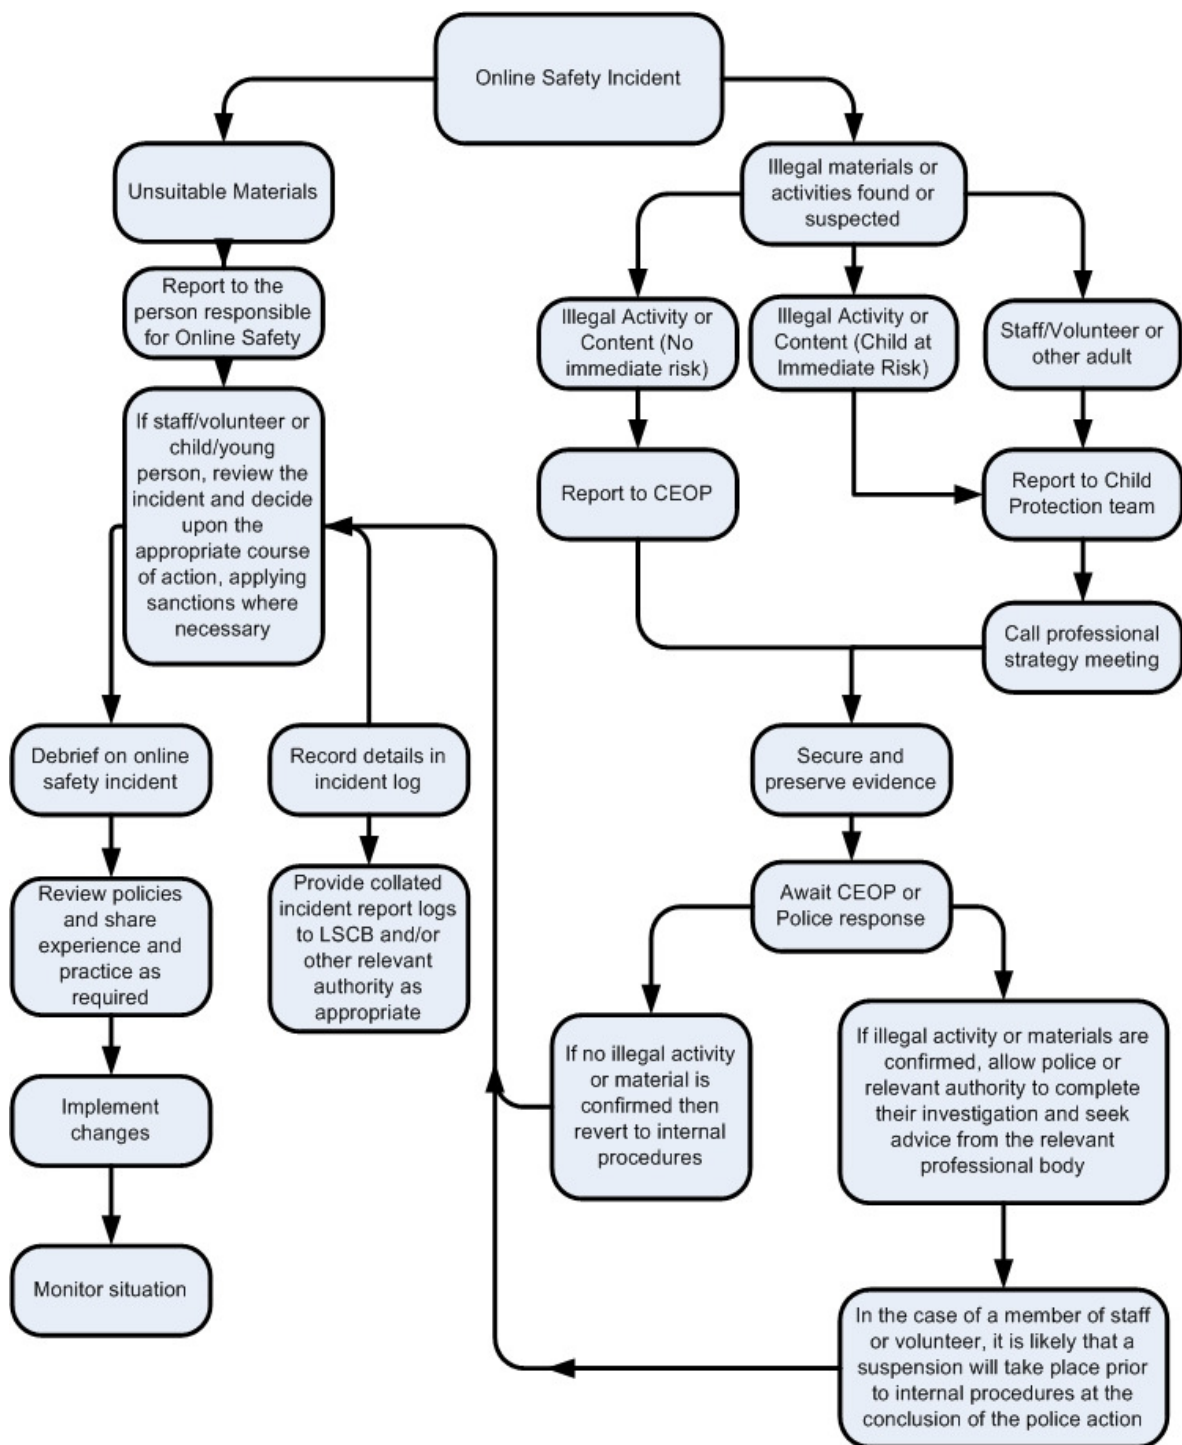 Online Safety Incident
Unsuitable Materials
Illegal materials or
activities found or
suspected
Report to the
person responsible
for Online Safety
Illegal Activity or
Content (No
immediate risk)
Illegal Activity or
Content (Child at
Immediate Risk)
Staff/Volunteer or
other adult
If staff/volunteer or
child/young
person, review the
incident and decide
upon the
appropriate course
of action, applying
sanctions where
necessary
Report to CEOP
Report to Child
Protection team
Call professional
strategy meeting
Debrief on online
safety incident
Record details in
incident log
Secure and
preserve evidence
Review policies
and share
experience and
practice as
required
Provide collated
incident report logs
to LSCB and/or
other relevant
authority as
appropriate
Await CEOP or
Police response
If no illegal activity
or material is
confirmed then
revert to internal
procedures
If illegal activity or materials are
confirmed, allow police or
relevant authority to complete
their investigation and seek
advice from the relevant
professional body
Implement
changes
Monitor situation
In the case of a member of staff
or volunteer, it is likely that a
suspension will take place prior
to internal procedures at the
conclusion of the police action